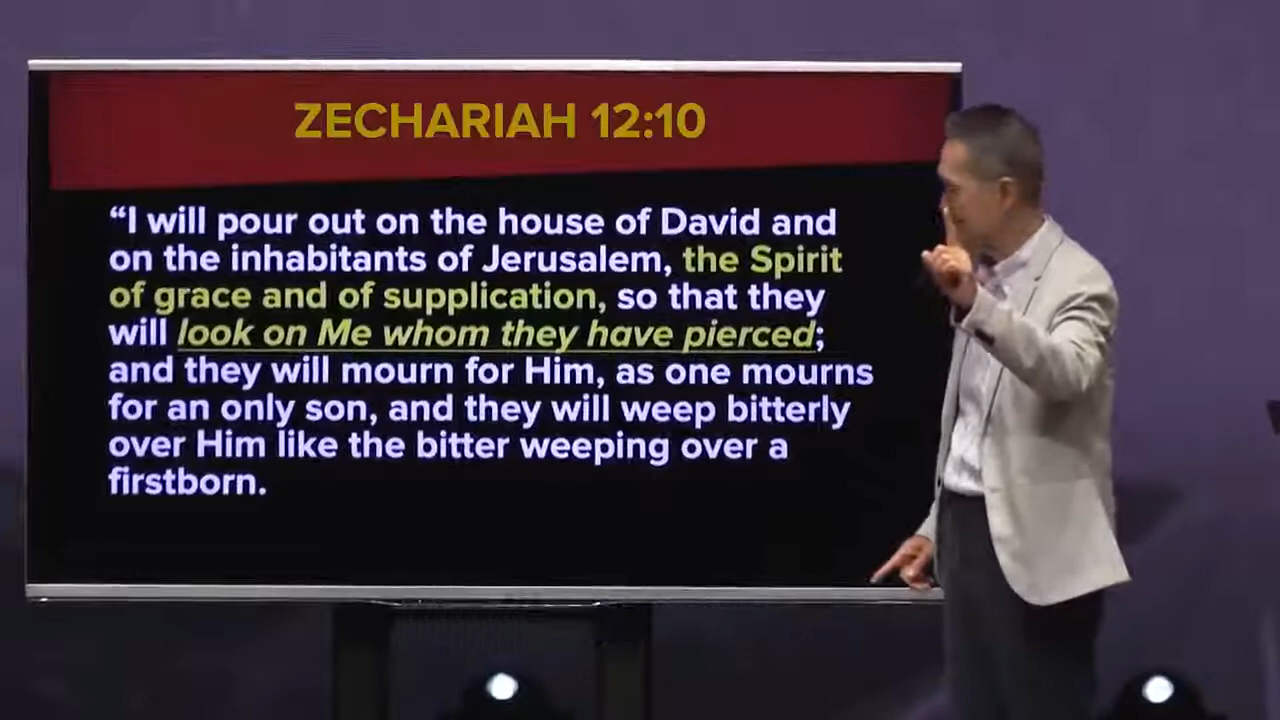 ZECHARIAH 12:10
“I will pour out on the house of David and
on the inhabitants of Jerusalem, the Spirit
of grace and of supplication, so that they
will look on Me whom they have pierced;
and they will mourn for Him, as one mourns
for an only son, and they will weep bitterly
over Him like the bitter weeping over a
firstborn.